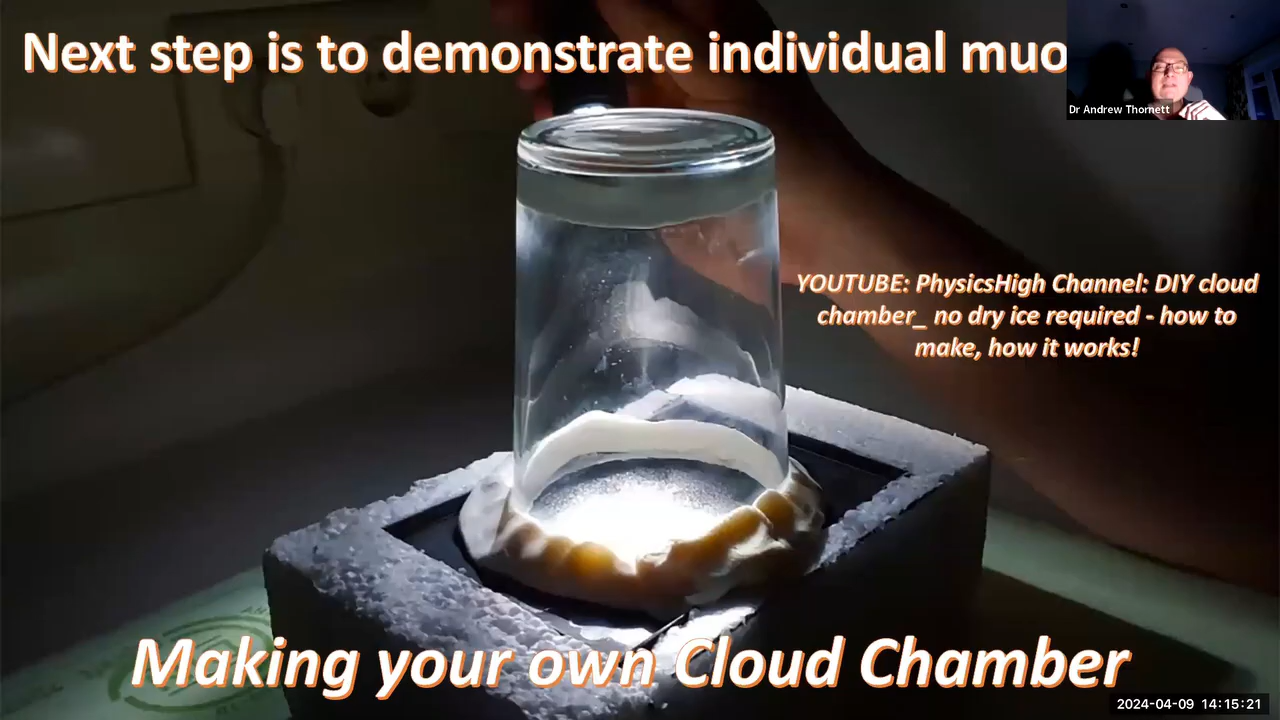 Next step is to demonstrate individual muo
Dr Andrew Thornett
YOUTUBE: PhysicsHigh Channel: DIY cloud
chamber_ no dry ice required - how to
make, how it works!
Making your own Cloud Chamber
2024-04-09 14:15:21